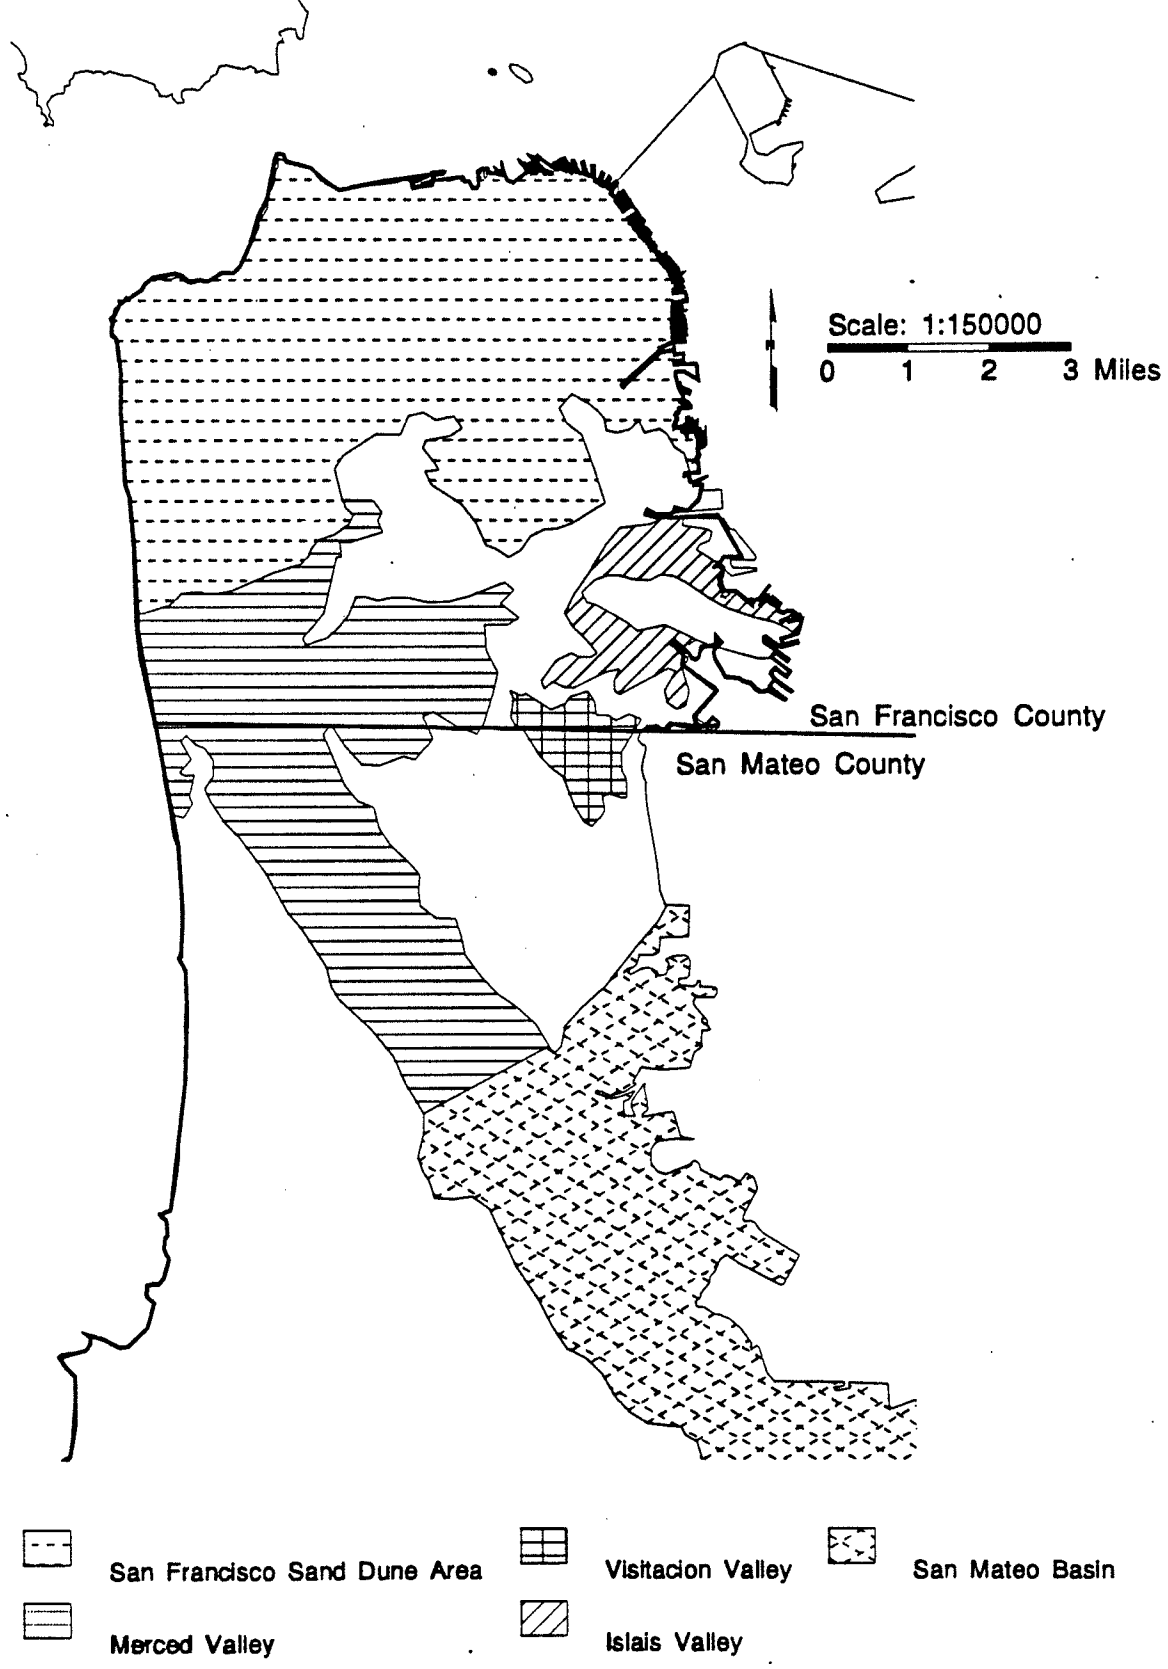 Scale: 1:150000
0 1 2 3 Miles
San Francisco County
San Mateo County
San Francisco Sand Dune Area
Visitacion Valley
San Mateo Basin
Merced Valley
Islais Valley